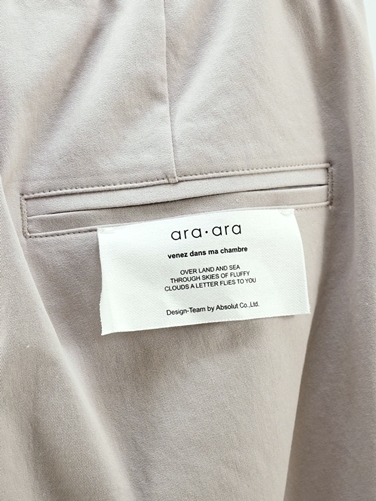 ara·ara
venez dans ma chambre
OVER LAND AND SEA
THROUGH SKIES OF FLUFFY
CLOUDS A LETTER FLIES TO YOU
Design-Team by Absolut Co.,Ltd.